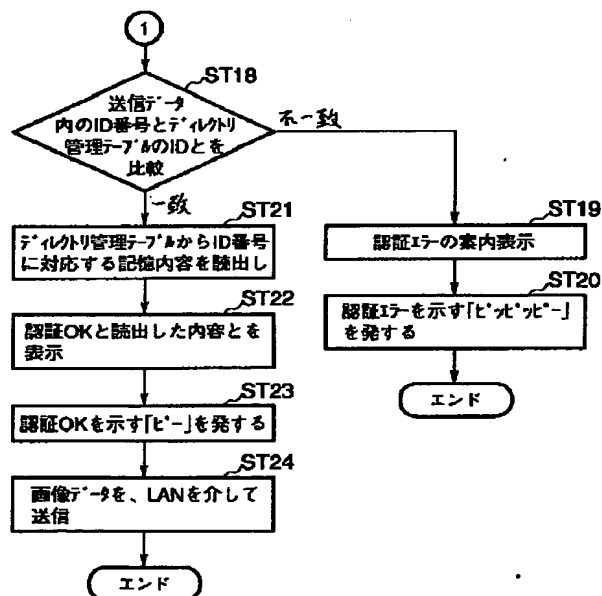 1
ST18
送信データ
内のID番号とディレクトリ
管理テーブルのIDとを
比較
不一致
一致
ST21
ディレクトリ管理テーブルからID番号
に対応する記憶内容を読出し
ST22
認証OKと読出した内容とを
表示
ST23
認証OKを示す「ピー」を発する
ST24
画像データを、LANを介して
送信
エンド
ST19
認証エラーの案内表示
ST20
認証エラーを示す「ピッピッピー」
を発する
エンド